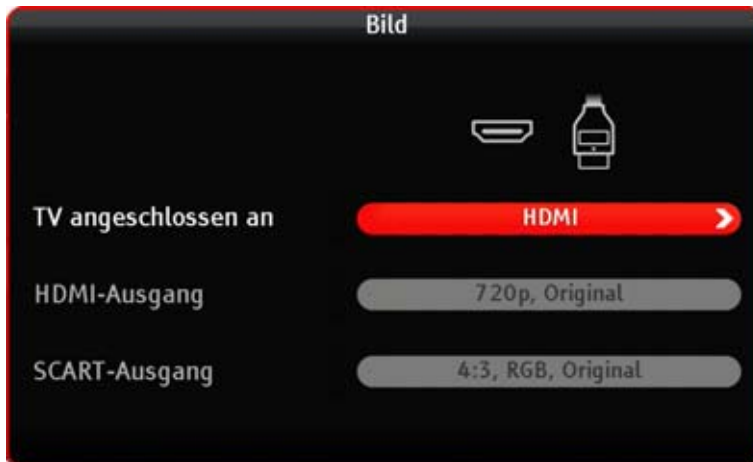 Bild
TV angeschlossen an
HDMI
HDMI-Ausgang
720p, Original
SCART-Ausgang
4:3, RGB, Original